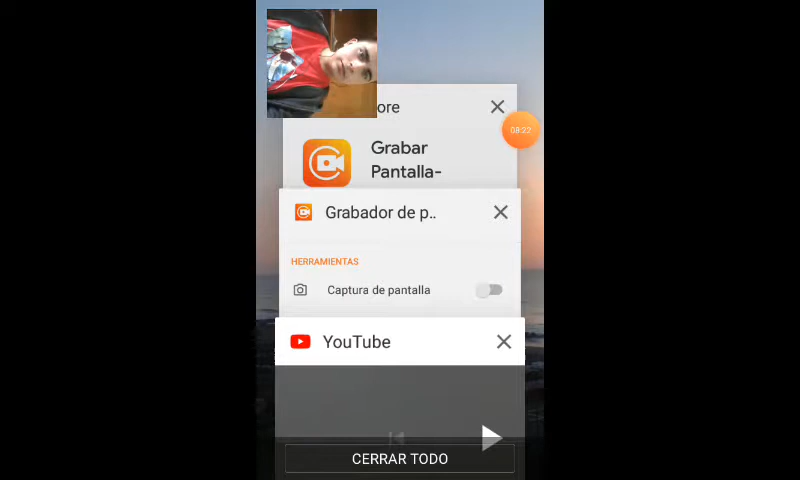 ore
08:22
Grabar
Pantalla-
Grabador de p..
HERRAMIENTAS
Captura de pantalla
YouTube
CERRAR TODO